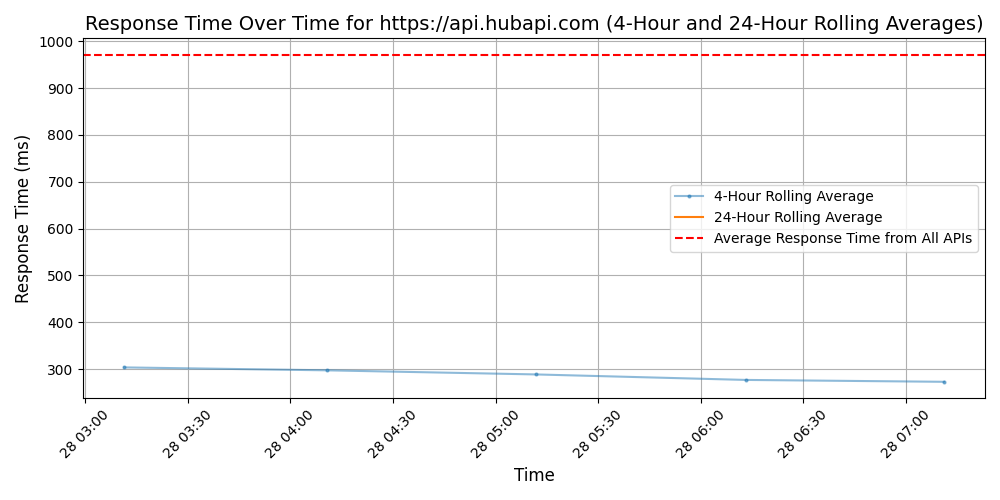 Response Time Over Time for https://api.hubapi.com (4-Hour and 24-Hour Rolling Averages)
Response Time (ms)
1000
900
800
700
600
500
400
300
4-Hour Rolling Average
24-Hour Rolling Average
Average Response Time from All APIs
28 03:00
28 03:30
28 04:00
28 04:30
28 05:00
28 05:30
28 06:00
28 06:30
28 07:00
Time